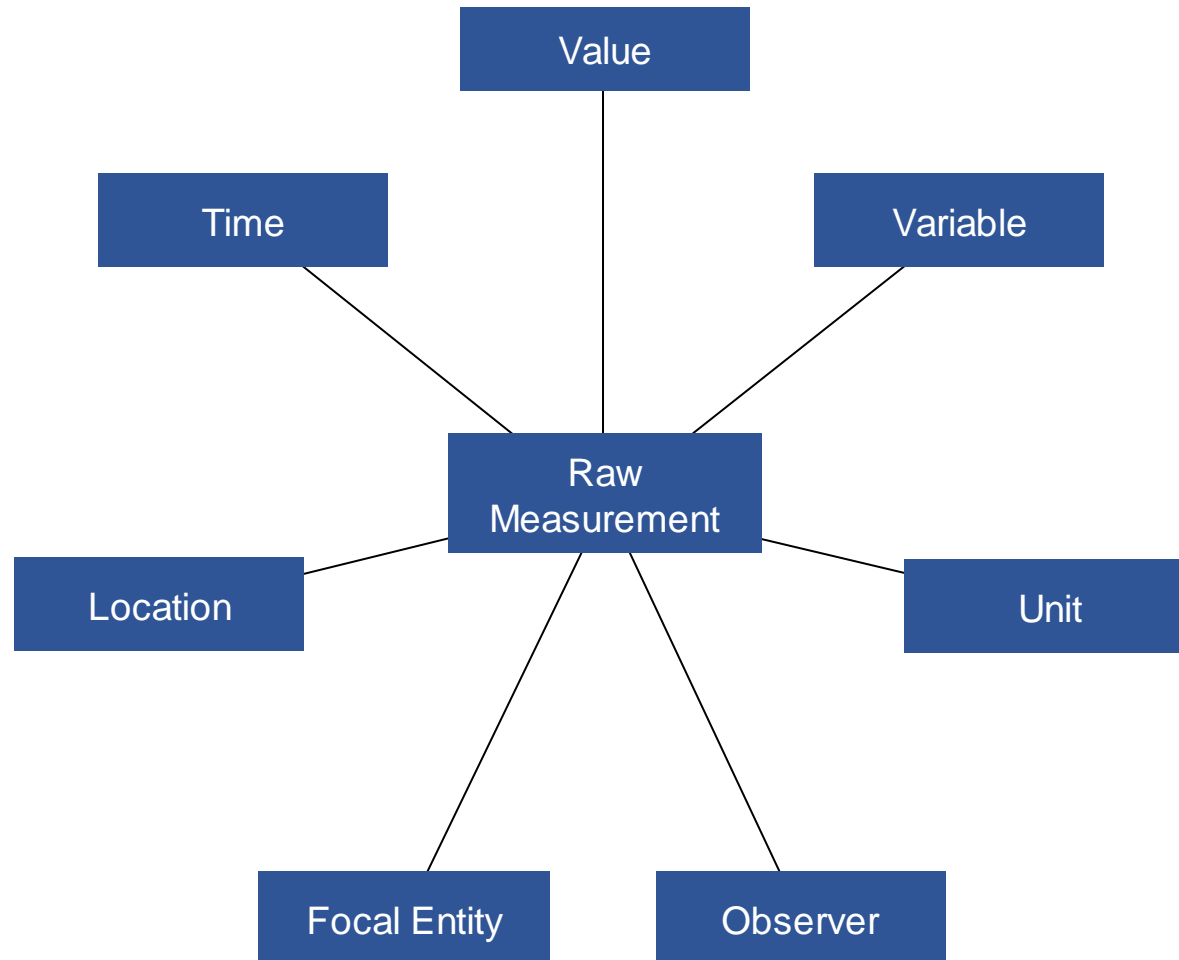 Value
Time
Variable
Raw
Measurement
Location
Unit
Focal Entity
Observer